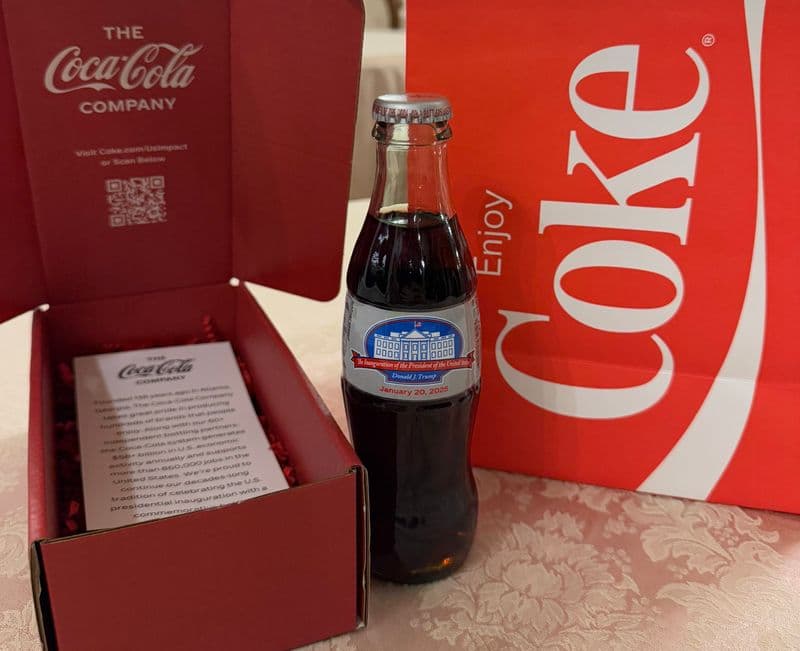 THE
Coca-Cola
COMPANY
Visit Coke.com/UsImpact
or Scan Below
THE
Coca-Cola
COMPANY
Founded 138 years ago in Atlanta,
Georgia, The Coca-Cola Company
takes great pride in producing
hundreds of brands that people
enjoy. Along with our 60+
independent bottling partners,
the Coca-Cola system generates
$58+ billion in U.S. economic
activity annually and supports
more than 860,000 jobs in the
United States. We're proud to
continue our decades-long
tradition of celebrating the U.S.
presidential inauguration with a
commemorative
The Inauguration of the President of the United
Donald J. Trump
January 20, 2025
Enjoy
Coke®